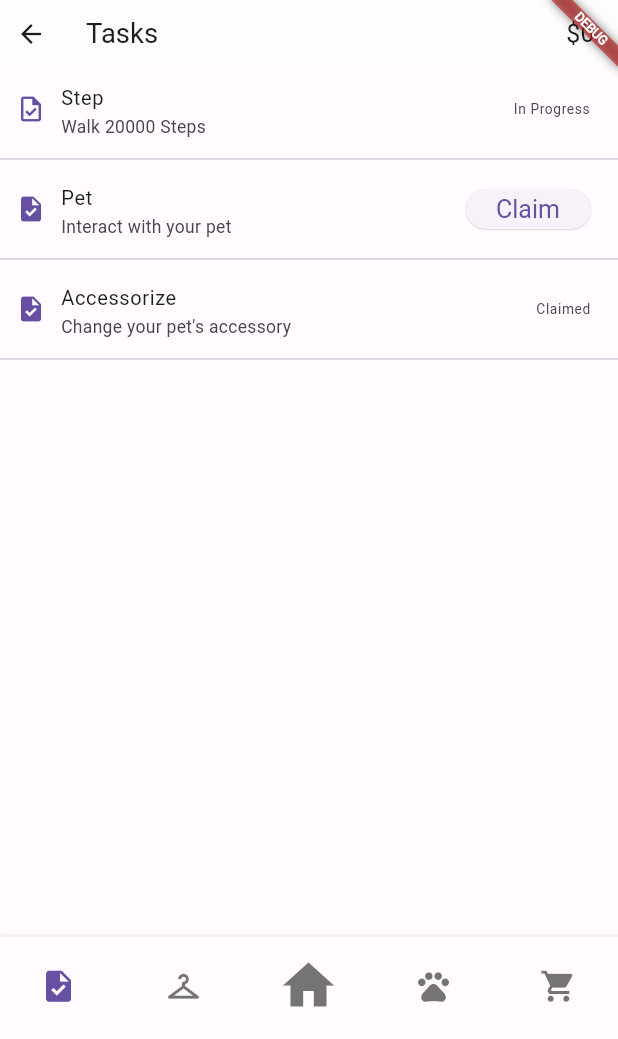 Tasks
$0
DEBUG
Step
Walk 20000 Steps
In Progress
Pet
Interact with your pet
Claim
Accessorize
Change your pet's accessory
Claimed